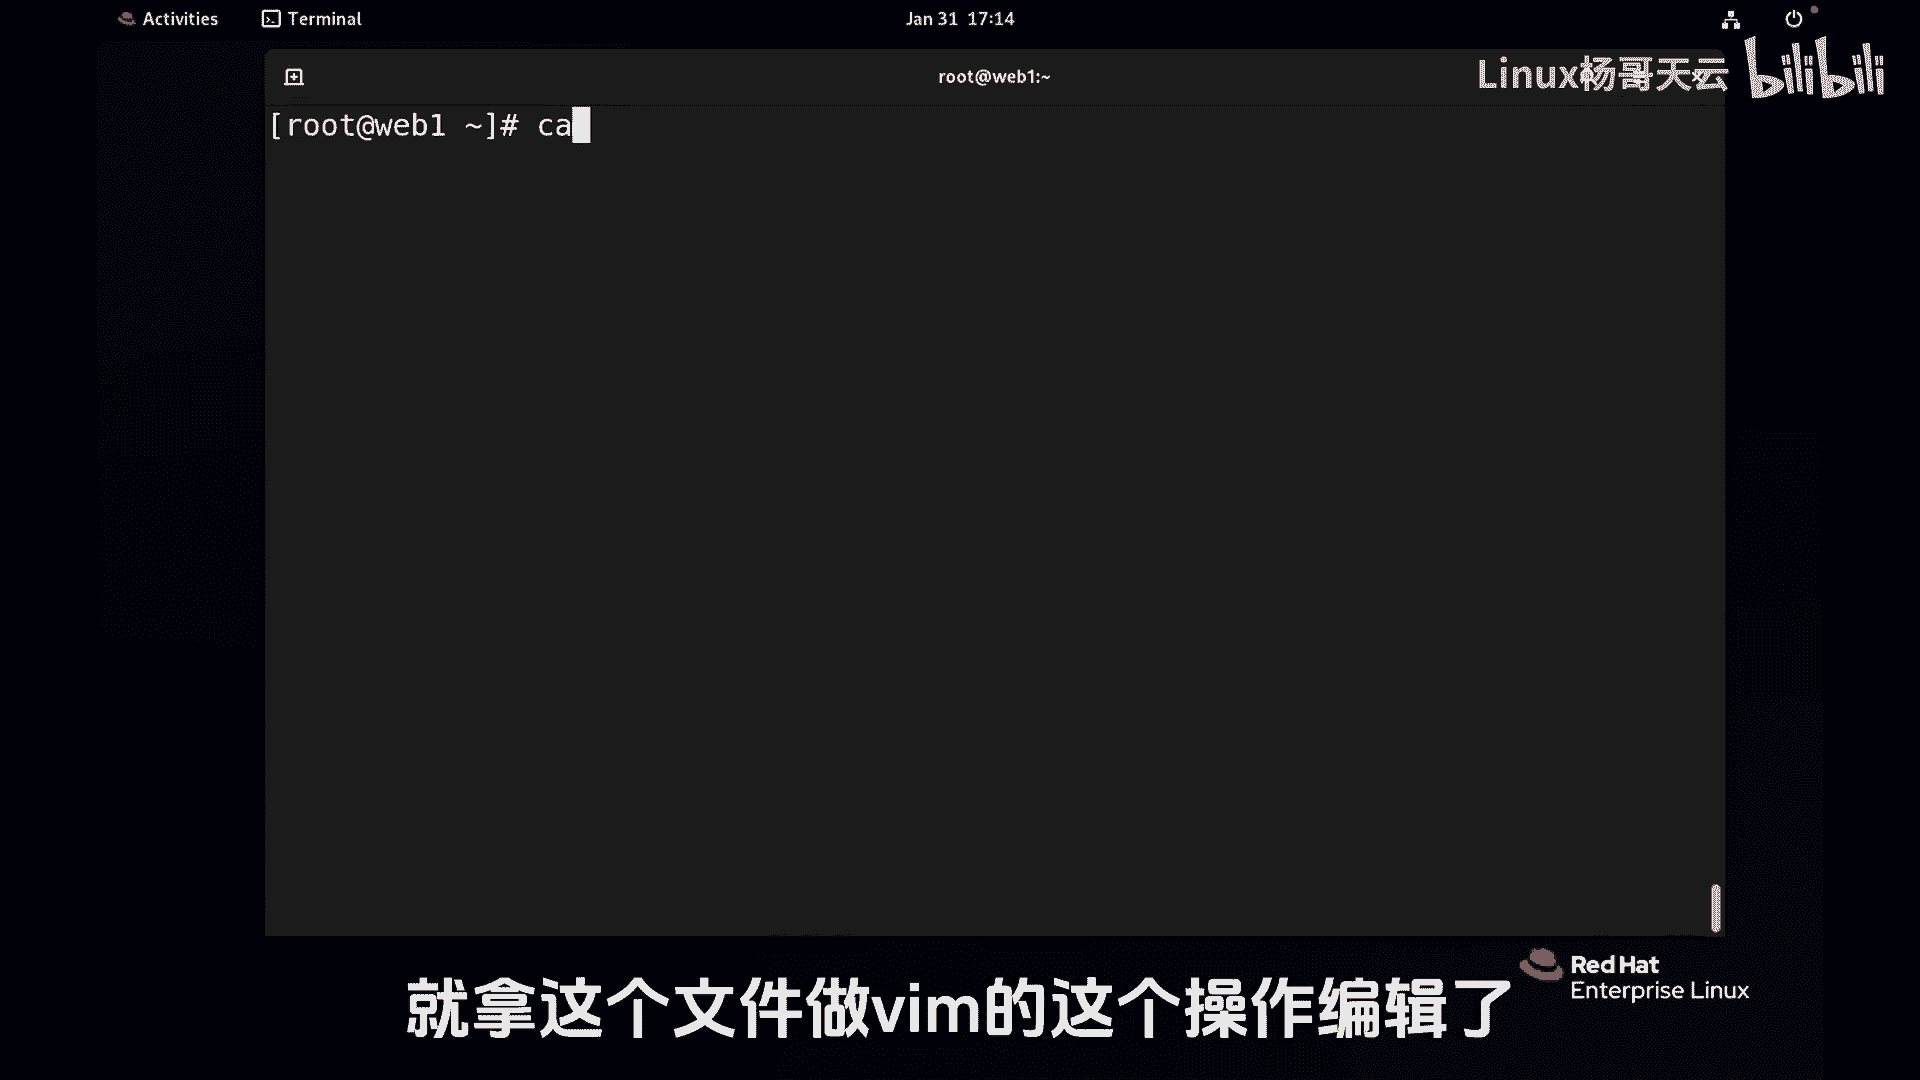 Activities
Terminal
Jan 31 17:14
root@web1:~
Linux杨哥天云
bilibili
[root@web1 ~]# ca
Red Hat
Enterprise Linux
就拿这个文件做vim的这个操作编辑了